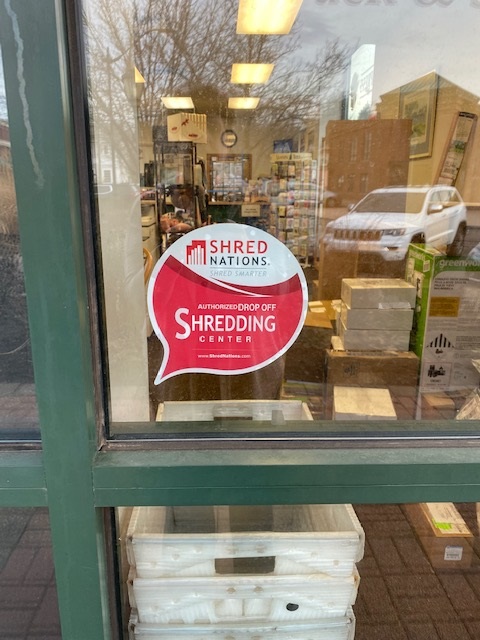 SHRED
NATIONS.
SHRED SMARTER
AUTHORIZED DROP OFF
SHREDDING
CENTER
www.ShredNations.com